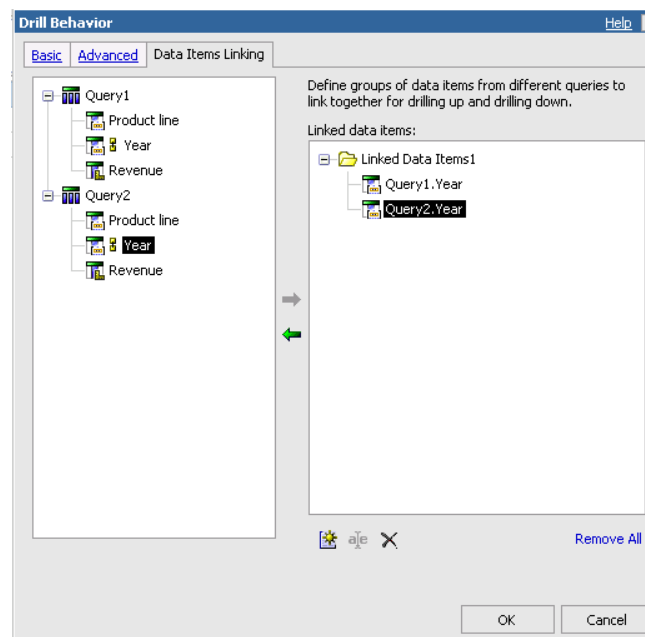 Drill Behavior
Help
Basic Advanced Data Items Linking
Query1
Product line
Year
Revenue
Query2
Product line
Year
Revenue
Define groups of data items from different queries to
link together for drilling up and drilling down.
Linked data items:
Linked Data Items1
Query1.Year
Query2.Year
Remove All
OK
Cancel